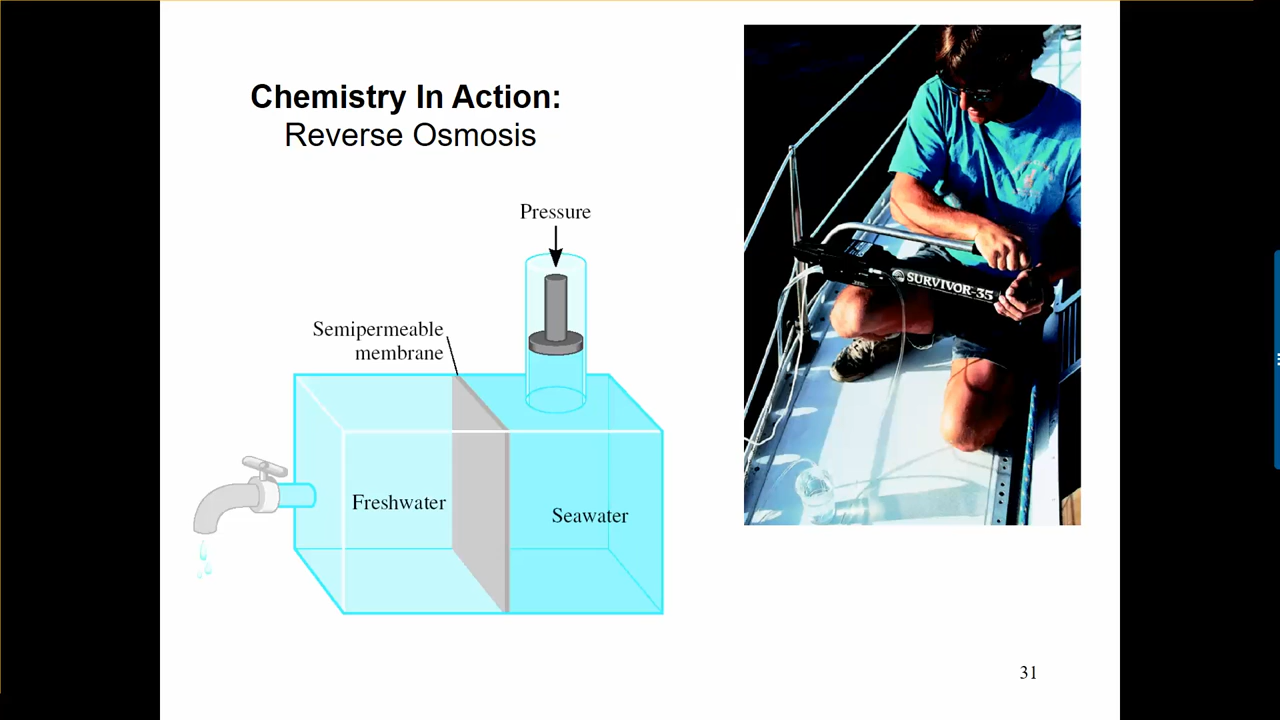 Chemistry In Action:
Reverse Osmosis
Pressure
Semipermeable
membrane
Freshwater
Seawater
SURVIVOR-35
31